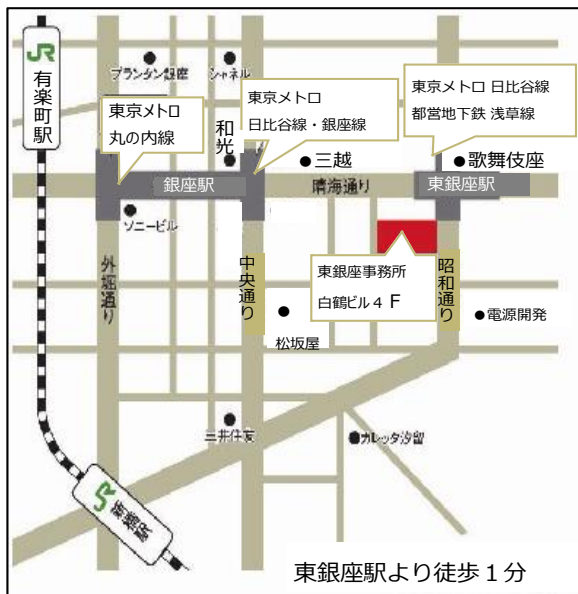 JR
有楽町駅
プランタン銀座
シャネル
東京メトロ
丸の内線
和光
東京メトロ
日比谷線・銀座線
東京メトロ 日比谷線
都営地下鉄 浅草線
三越
歌舞伎座
銀座駅
晴海通り
東銀座駅
ソニービル
外堀通り
中央通り
東銀座事務所
白鶴ビル４Ｆ
昭和通り
電源開発
松坂屋
三井住友
カレッタ汐留
JR
新橋駅
東銀座駅より徒歩１分